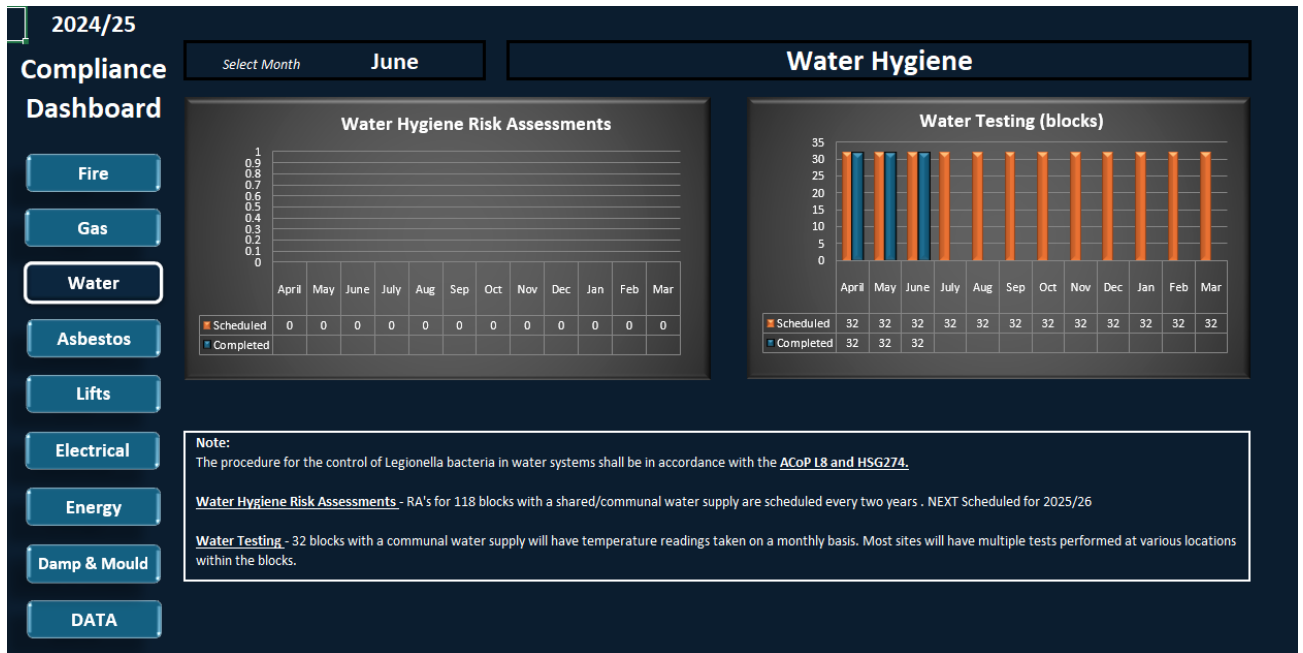 2024/25
Compliance
Dashboard
Select Month June
Water Hygiene
Fire
Gas
Water
Asbestos
Lifts
Electrical
Energy
Damp & Mould
DATA
Water Hygiene Risk Assessments
1
0.9
0.8
0.7
0.6
0.5
0.4
0.3
0.2
0.1
0
April May June July Aug Sep Oct Nov Dec Jan Feb Mar
Scheduled 0 0 0 0 0 0 0 0 0 0 0 0
Completed
Water Testing (blocks)
35
30
25
20
15
10
5
0
April May June July Aug Sep Oct Nov Dec Jan Feb Mar
Scheduled 32 32 32 32 32 32 32 32 32 32 32 32
Completed 32 32 32
Note:
The procedure for the control of Legionella bacteria in water systems shall be in accordance with the ACoP L8 and HSG274.
Water Hygiene Risk Assessments - RA's for 118 blocks with a shared/communal water supply are scheduled every two years . NEXT Scheduled for 2025/26
Water Testing - 32 blocks with a communal water supply will have temperature readings taken on a monthly basis. Most sites will have multiple tests performed at various locations
within the blocks.